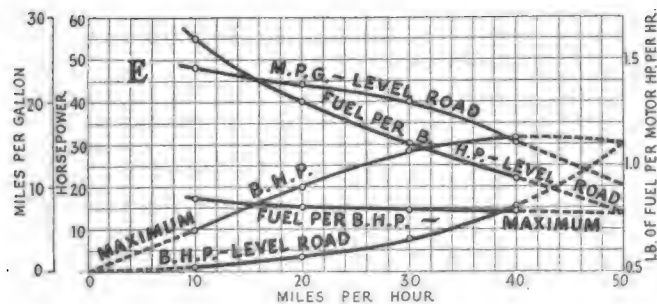 30 60
50
20 40
30
10 20
10
0 0
MILES PER GALLON
HORSEPOWER
E
M.P.G. – LEVEL ROAD
FUEL PER B. H.P. – LEVEL ROAD
B.H.P.
MAXIMUM
FUEL PER B.H.P. –
MAXIMUM
B.H.P. – LEVEL ROAD
1.5
1.0
0.5
LB. OF FUEL PER MOTOR HP. PER HR.
0 10 20 30 40 50
MILES PER HOUR